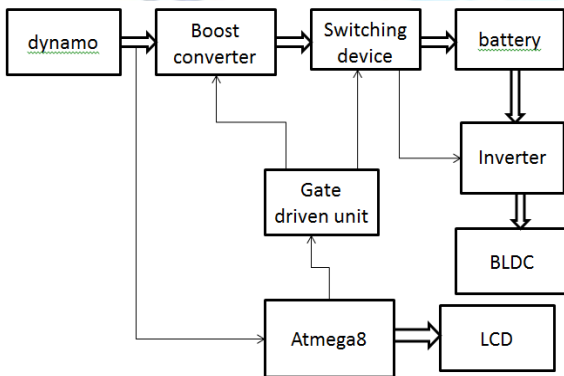 dynamo
Boost
converter
Switching
device
battery
Inverter
Gate
driven unit
BLDC
Atmega8
LCD